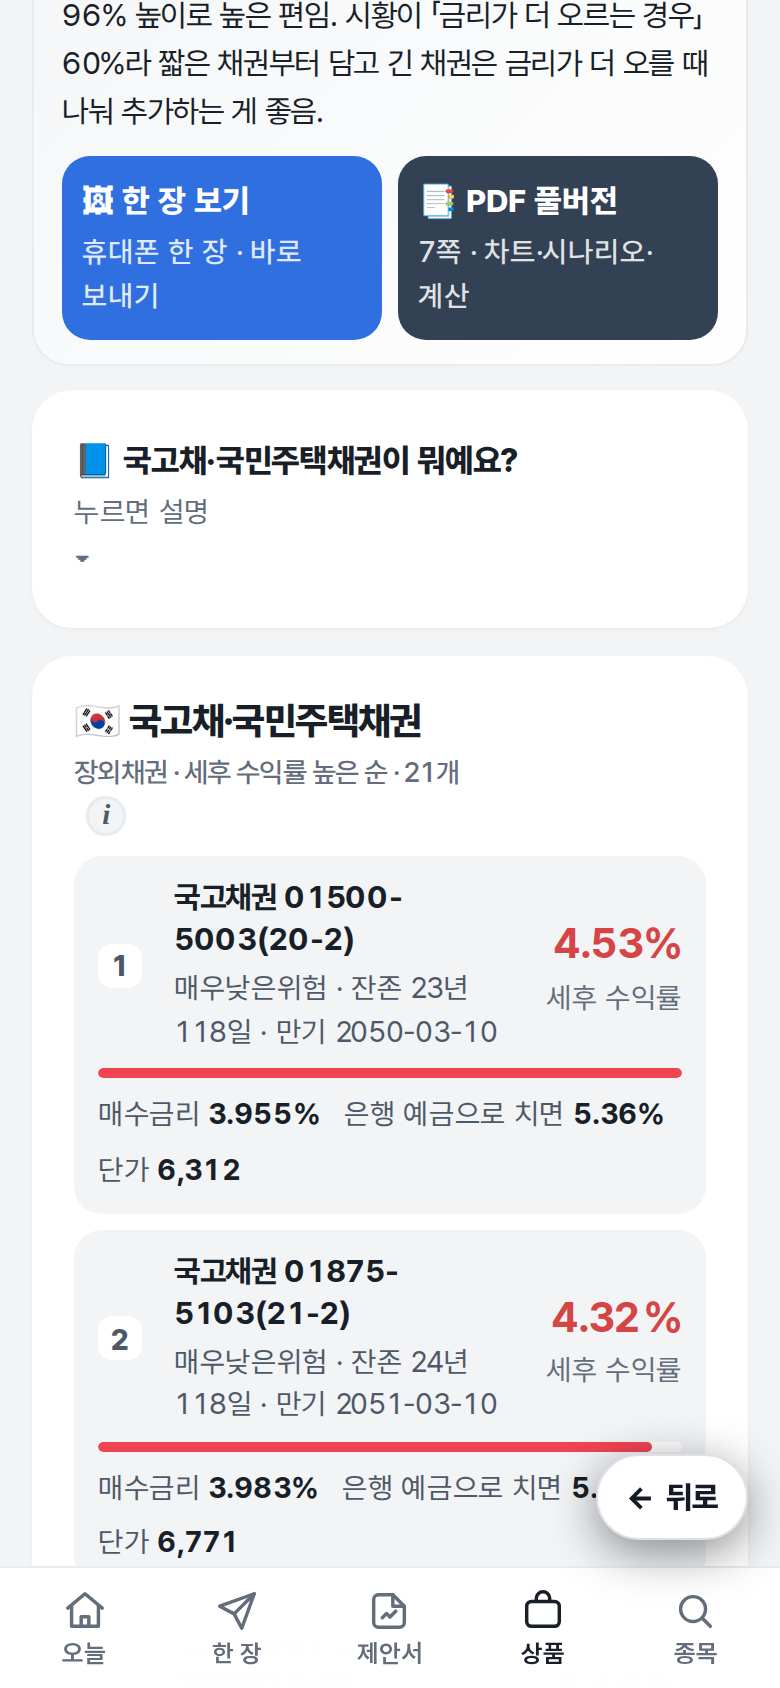 96% 높이로 높은 편임. 시황이 「금리가 더 오르는 경우」
60%라 짧은 채권부터 담고 긴 채권은 금리가 더 오를 때
나눠 추가하는 게 좋음.
🖼 한 장 보기
휴대폰 한 장 · 바로
보내기
📑 PDF 풀버전
7쪽 · 차트·시나리오·
계산
📘 국고채·국민주택채권이 뭐예요?
누르면 설명
🇰🇷 국고채·국민주택채권
장외채권 · 세후 수익률 높은 순 · 21개
i
1
국고채권 01500-
5003(20-2)
매우낮은위험 · 잔존 23년
118일 · 만기 2050-03-10
4.53%
세후 수익률
매수금리 3.955% 은행 예금으로 치면 5.36%
단가 6,312
2
국고채권 01875-
5103(21-2)
매우낮은위험 · 잔존 24년
118일 · 만기 2051-03-10
4.32%
세후 수익률
매수금리 3.983% 은행 예금으로 치면 5.
단가 6,771
← 뒤로
오늘
한 장
제안서
상품
종목